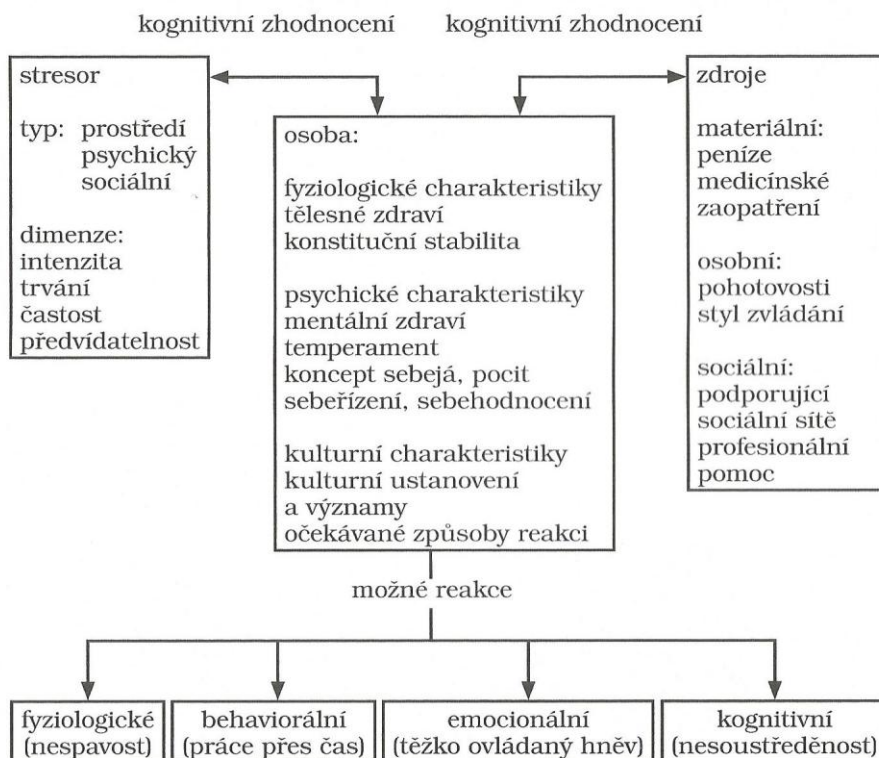 kognitivní zhodnocení
kognitivní zhodnocení
stresor
typ: prostředí
psychický
sociální
dimenze:
intenzita
trvání
častost
předvídatelnost
osoba:
fyziologické charakteristiky
tělesné zdraví
konstituční stabilita
psychické charakteristiky
mentální zdraví
temperament
koncept sebejá, pocit
sebeřízení, sebehodnocení
kulturní charakteristiky
kulturní ustanovení
a významy
očekávané způsoby reakci
zdroje
materiální:
peníze
medicínské
zaopatření
osobní:
pohotovosti
styl zvládání
sociální:
podporující
sociální sítě
profesionální
pomoc
možné reakce
fyziologické
(nespavost)
behaviorální
(práce přes čas)
emocionální
(těžko ovládaný hněv)
kognitivní
(nesoustředěnost)